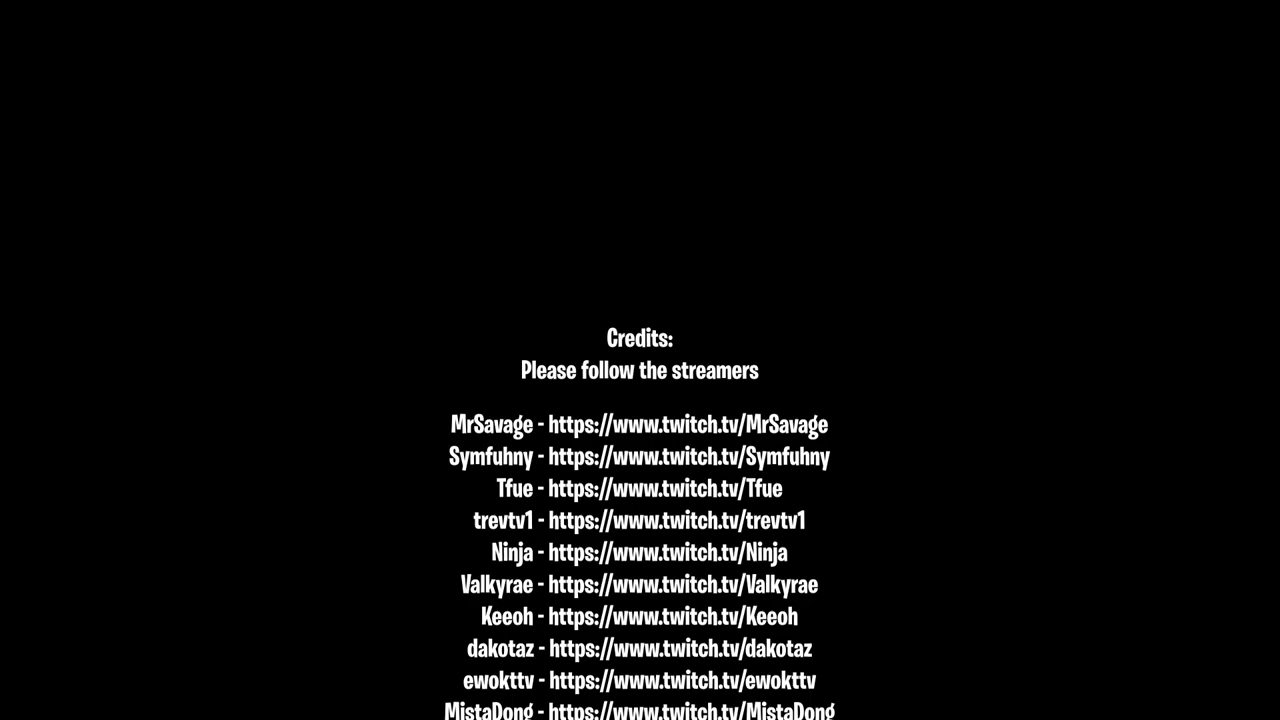 Credits:
Please follow the streamers
MrSavage - https://www.twitch.tv/MrSavage
Symfuhny - https://www.twitch.tv/Symfuhny
Tfue - https://www.twitch.tv/Tfue
trevtv1 - https://www.twitch.tv/trevtv1
Ninja - https://www.twitch.tv/Ninja
Valkyrae - https://www.twitch.tv/Valkyrae
Keeoh - https://www.twitch.tv/Keeoh
dakotaz - https://www.twitch.tv/dakotaz
ewokttv - https://www.twitch.tv/ewokttv
MistaDong - https://www.twitch.tv/MistaDong